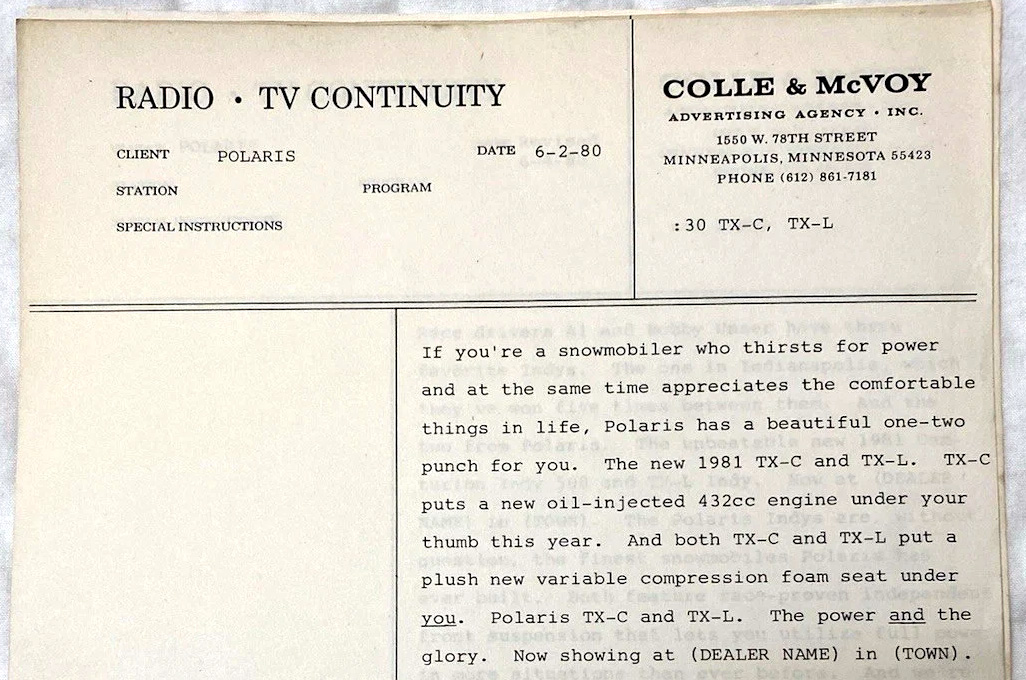 RADIO • TV CONTINUITY
CLIENT POLARIS DATE 6-2-80
STATION PROGRAM
SPECIAL INSTRUCTIONS
COLLE & McVOY
ADVERTISING AGENCY • INC.
1550 W. 78TH STREET
MINNEAPOLIS, MINNESOTA 55423
PHONE (612) 861-7181
:30 TX-C, TX-L
If you're a snowmobiler who thirsts for power
and at the same time appreciates the comfortable
things in life, Polaris has a beautiful one-two
punch for you. The new 1981 TX-C and TX-L. TX-C
puts a new oil-injected 432cc engine under your
thumb this year. And both TX-C and TX-L put a
plush new variable compression foam seat under
you. Polaris TX-C and TX-L. The power and the
glory. Now showing at (DEALER NAME) in (TOWN).